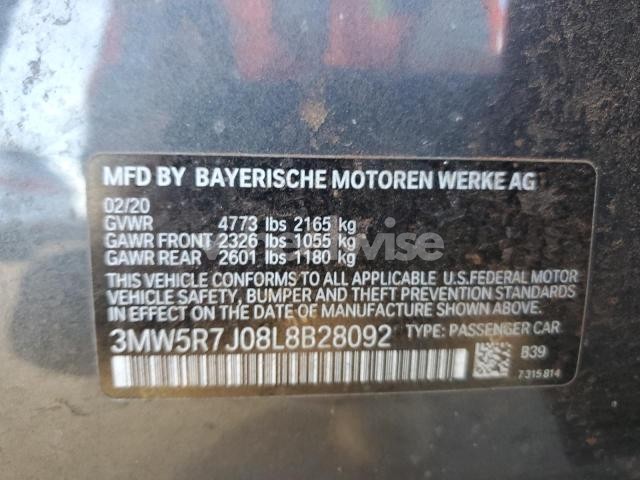 MFD BY BAYERISCHE MOTOREN WERKE AG
02/20
GVWR 4773 lbs 2165 kg
GAWR FRONT 2326 lbs 1055 kg
GAWR REAR 2601 lbs 1180 kg
THIS VEHICLE CONFORMS TO ALL APPLICABLE U.S. FEDERAL MOTOR
VEHICLE SAFETY, BUMPER, AND THEFT PREVENTION STANDARDS
IN EFFECT ON THE DATE OF MANUFACTURE SHOWN ABOVE.
3MW5R7J08L8B28092 TYPE: PASSENGER CAR
B39
7 315 814